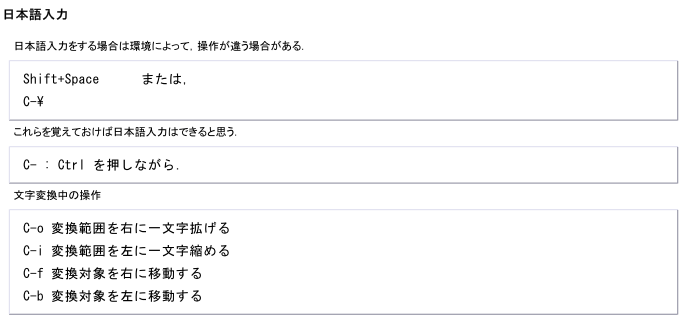 日本語入力
日本語入力をする場合は環境によって, 操作が違う場合がある.
Shift+Space または,
C-¥
これらを覚えておけば日本語入力はできると思う.
C- : Ctrl を押しながら.
文字変換中の操作
C-o 変換範囲を右に一文字拡げる
C-i 変換範囲を左に一文字縮める
C-f 変換対象を右に移動する
C-b 変換対象を左に移動する